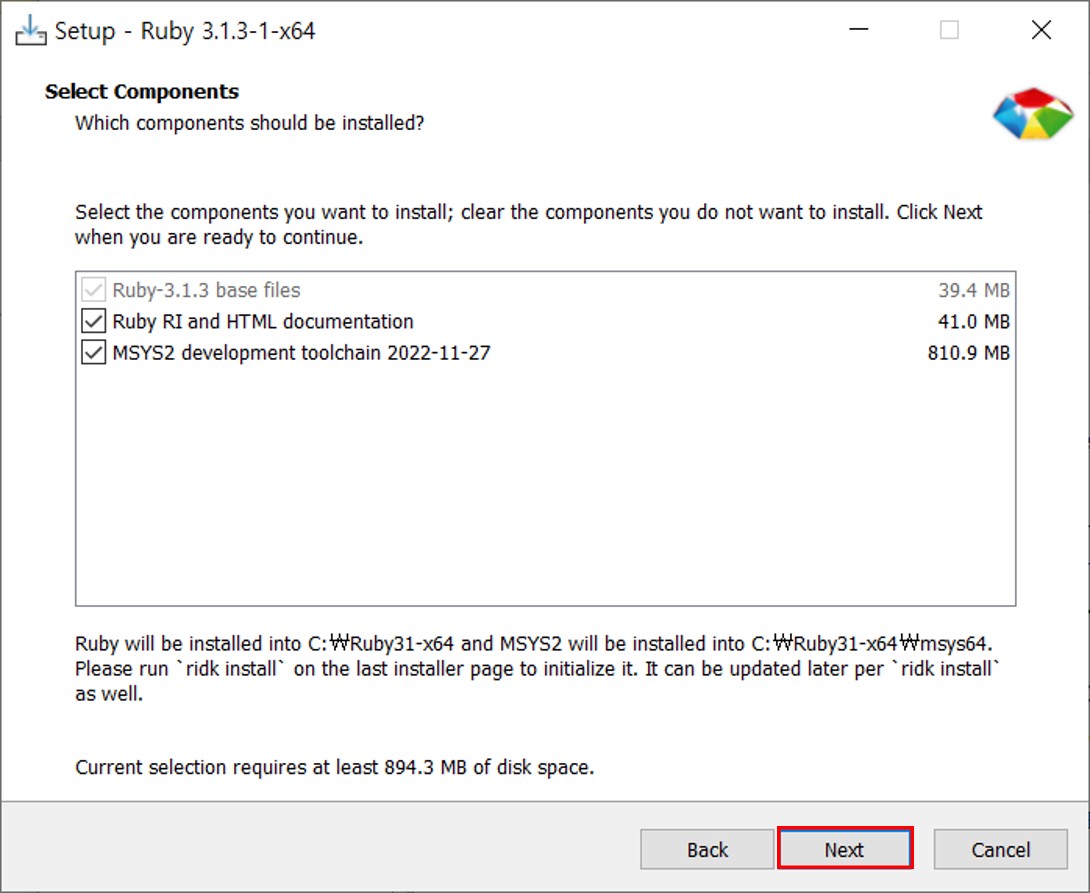 Setup - Ruby 3.1.3-1-x64
Select Components
Which components should be installed?
Select the components you want to install; clear the components you do not want to install. Click Next
when you are ready to continue.
Ruby-3.1.3 base files 39.4 MB
Ruby RI and HTML documentation 41.0 MB
MSYS2 development toolchain 2022-11-27 810.9 MB
Ruby will be installed into C:₩Ruby31-x64 and MSYS2 will be installed into C:₩Ruby31-x64₩msys64.
Please run `ridk install` on the last installer page to initialize it. It can be updated later per `ridk install`
as well.
Current selection requires at least 894.3 MB of disk space.
Back Next Cancel